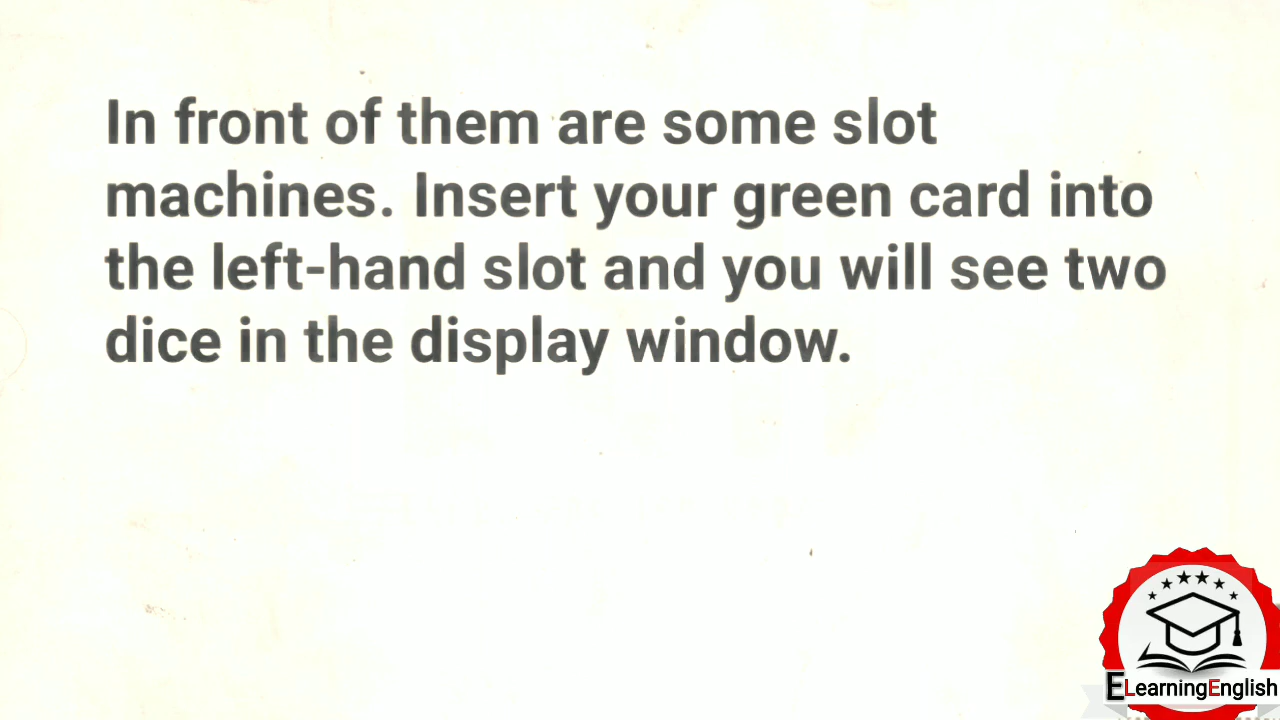 In front of them are some slot
machines. Insert your green card into
the left-hand slot and you will see two
dice in the display window.
ELearningEnglish